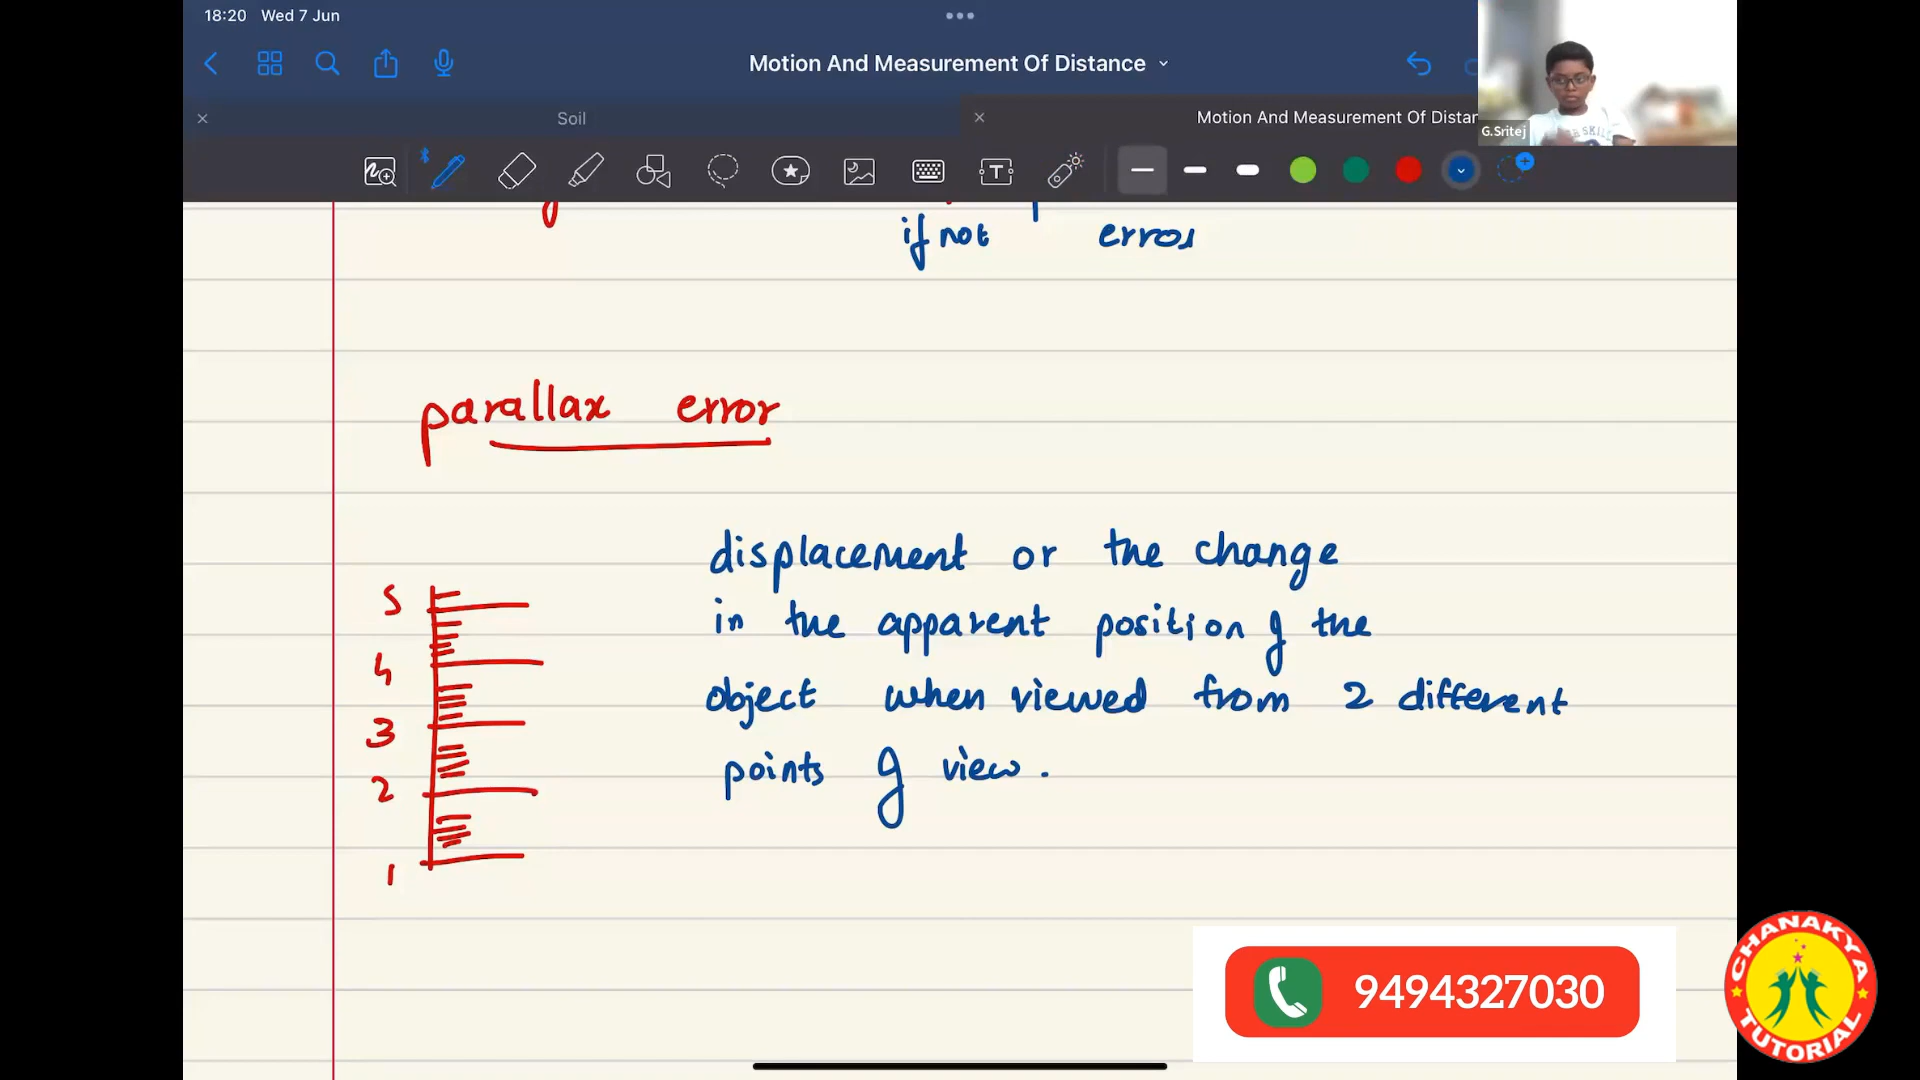 18:20 Wed 7 Jun
Motion And Measurement Of Distance
Soil
Motion And Measurement Of Distan
G.Sritej
T
if not error
parallax error
displacement or the change
in the apparent position of the
object when viewed from 2 different
points of view.
5
4
3
2
1
9494327030
CHANAKYA
TUTORIAL